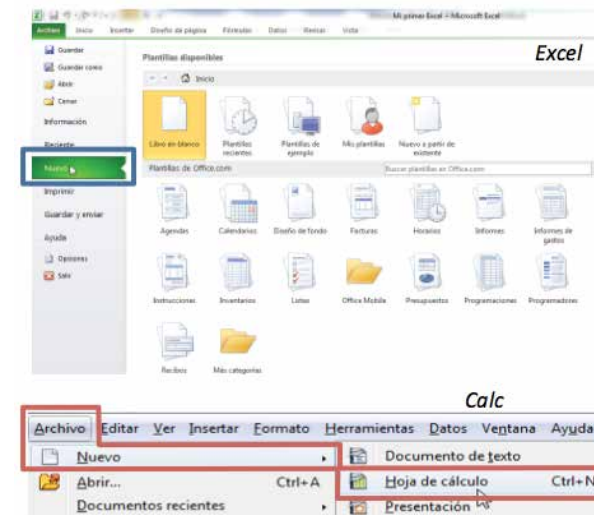 Mi primer Excel - Microsoft Excel
Archivo Inicio Insertar Diseño de página Fórmulas Datos Revisar Vista
Excel
Guardar
Guardar como
Abrir
Cerrar
Información
Reciente
Nuevo
Imprimir
Guardar y enviar
Ayuda
Opciones
Salir
Plantillas disponibles
Inicio
Libro en blanco
Plantillas recientes
Plantillas de ejemplo
Mis plantillas
Nuevo a partir de existente
Plantillas de Office.com
Buscar plantillas en Office.com
Agendas Calendarios Diseño de fondo Facturas Horarios Informes Informes de gastos
Instrucciones Inventarios Listas Office Mobile Presupuestos Programaciones Programadores
Recibos Más categorías
Calc
Archivo Editar Ver Insertar Formato Herramientas Datos Ventana Ayuda
Nuevo
Documento de texto
Abrir... Ctrl+A
Hoja de cálculo Ctrl+N
Documentos recientes
Presentación